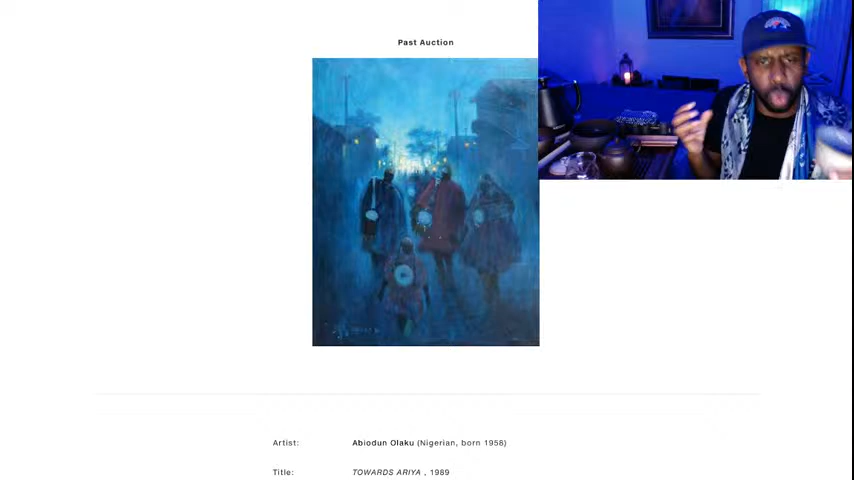 Past Auction
Artist: Abiodun Olaku (Nigerian, born 1958)
Title: TOWARDS ARIYA , 1989